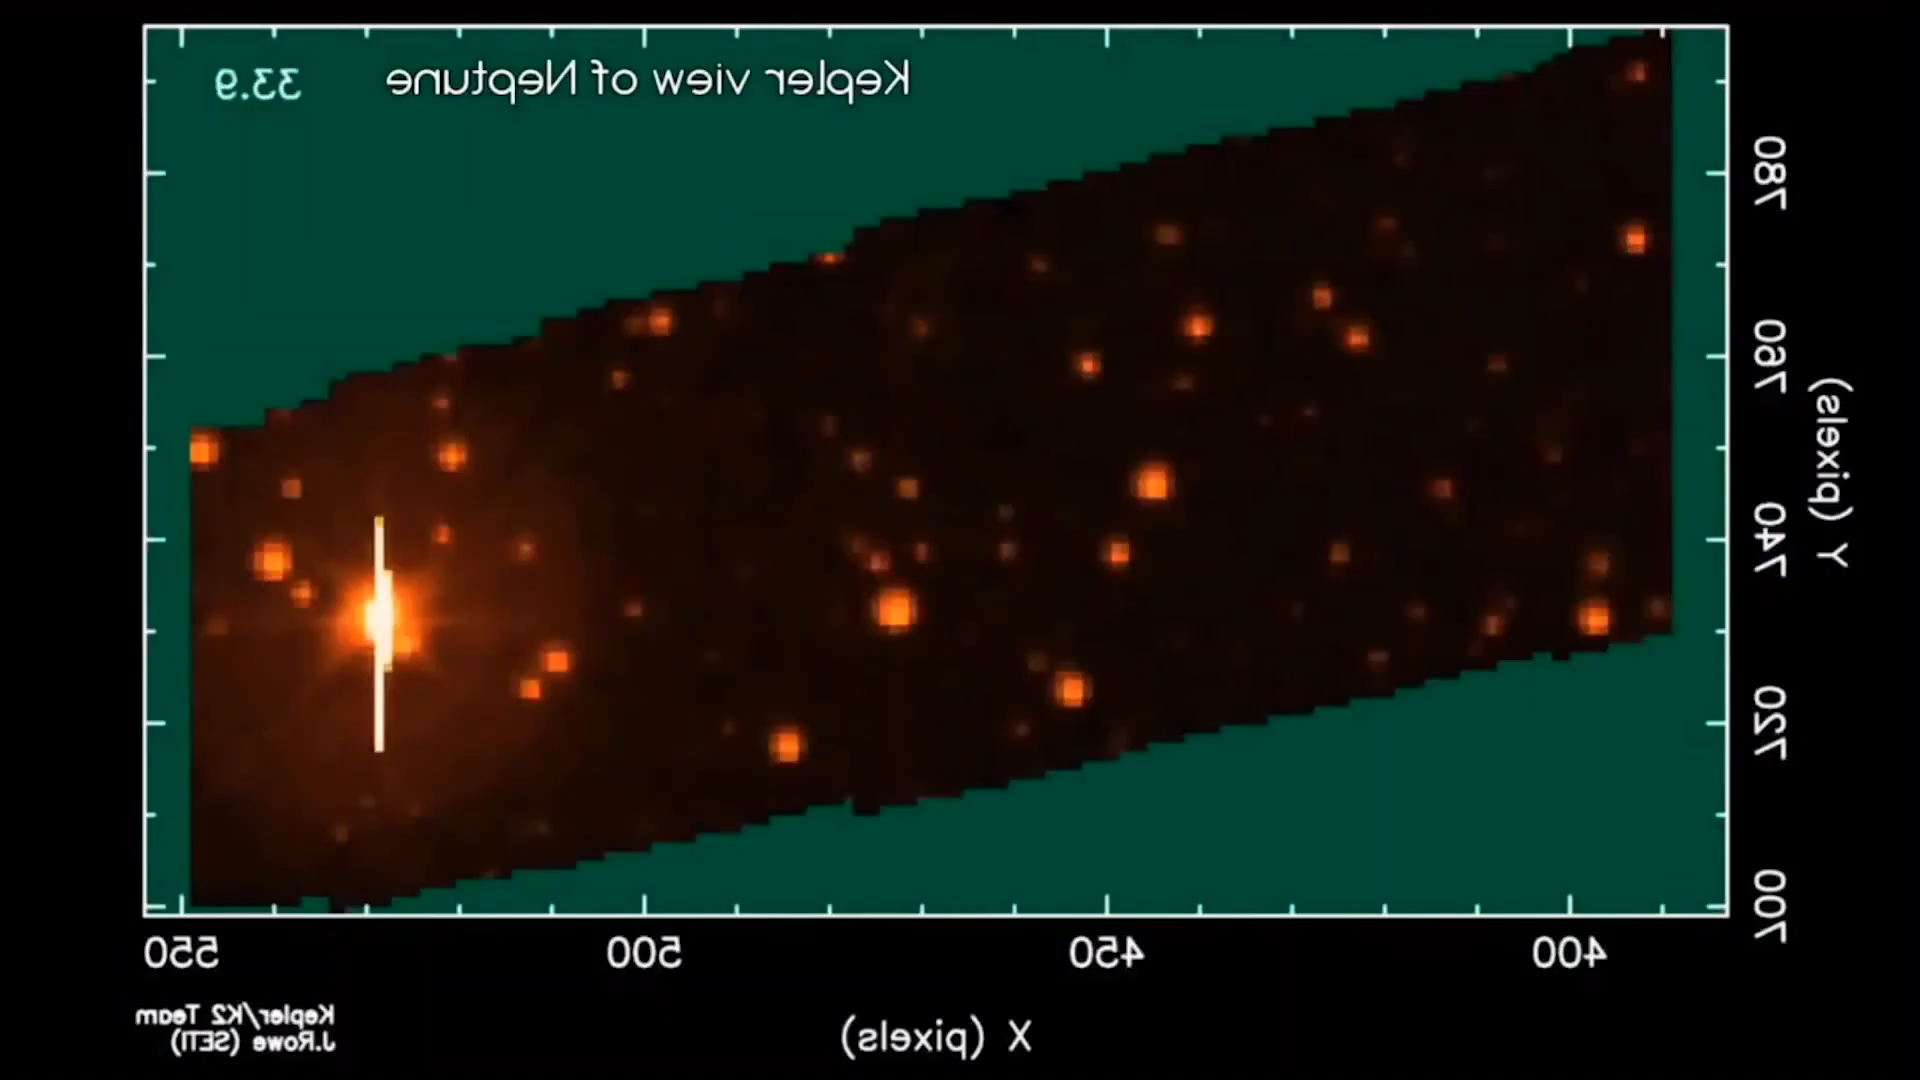 Kepler view of Neptune
33.9
780
760
740
720
700
Y (pixels)
400
450
500
550
X (pixels)
Kepler/K2 Team
J.Rowe (SETI)